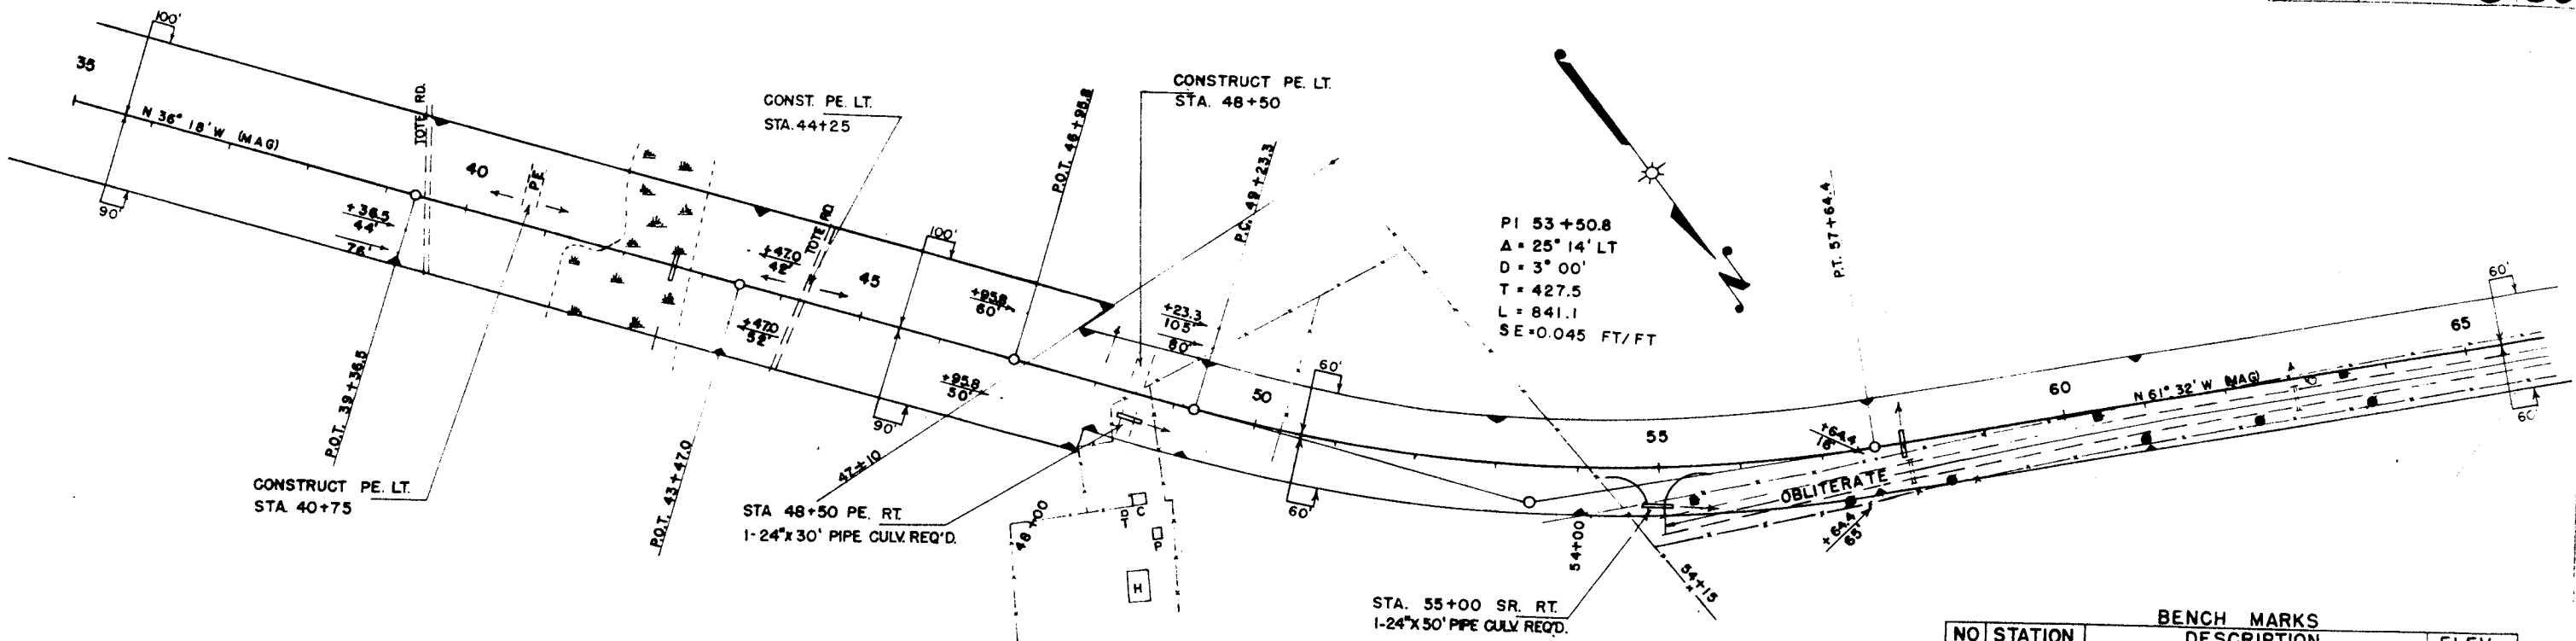 100'
35
N 36° 18' W (MAG)
90'
TOTE RD.
+36.5
44'
76'
P.O.T. 39+36.5
40
P.E.
CONSTRUCT PE. LT.
STA. 40+75
CONST. PE. LT.
STA. 44+25
TOTE RD.
+47.0
42'
+47.0
52'
P.O.T. 43+47.0
45
100'
90'
+95.8
60'
+95.8
50'
P.O.T. 46+95.8
47+10
CONSTRUCT PE. LT.
STA. 48+50
P.C. 49+23.3
+23.3
105'
80'
50
60'
60'
STA 48+50 PE. RT.
1-24"x 30' PIPE CULV. REQ'D.
48+00
D
T
C
P
H
PI 53+50.8
Δ = 25° 14' LT
D = 3° 00'
T = 427.5
L = 841.1
SE=0.045 FT/FT
N
P.T. 57+64.4
55
54+00
54+15
STA. 55+00 SR. RT.
1-24"X 50' PIPE CULV. REQ'D.
+64.4
+64.4
65'
OBLITERATE
60
N 61° 32' W (MAG)
65
60'
60'
BENCH MARKS
NO STATION DESCRIPTION ELEV.